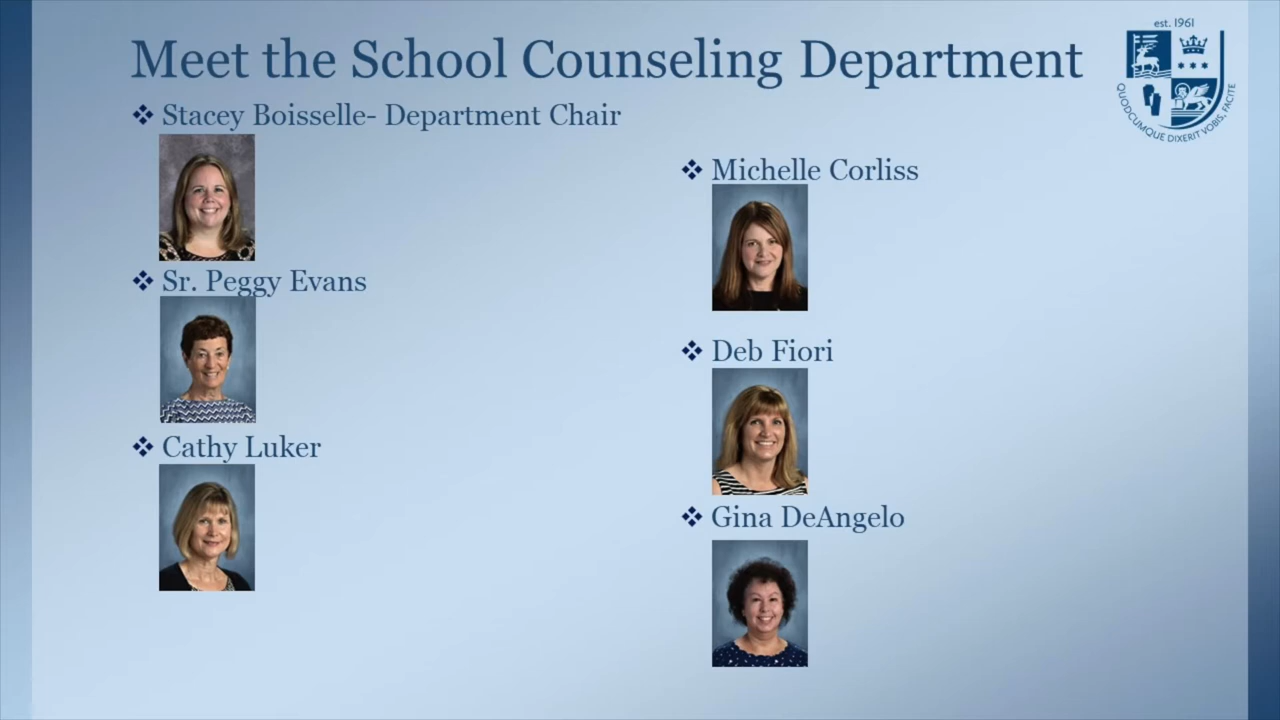 est. 1961
Meet the School Counseling Department
QUODCUMQUE DIXERIT VOBIS, FACITE
Stacey Boisselle- Department Chair
Sr. Peggy Evans
Cathy Luker
Michelle Corliss
Deb Fiori
Gina DeAngelo